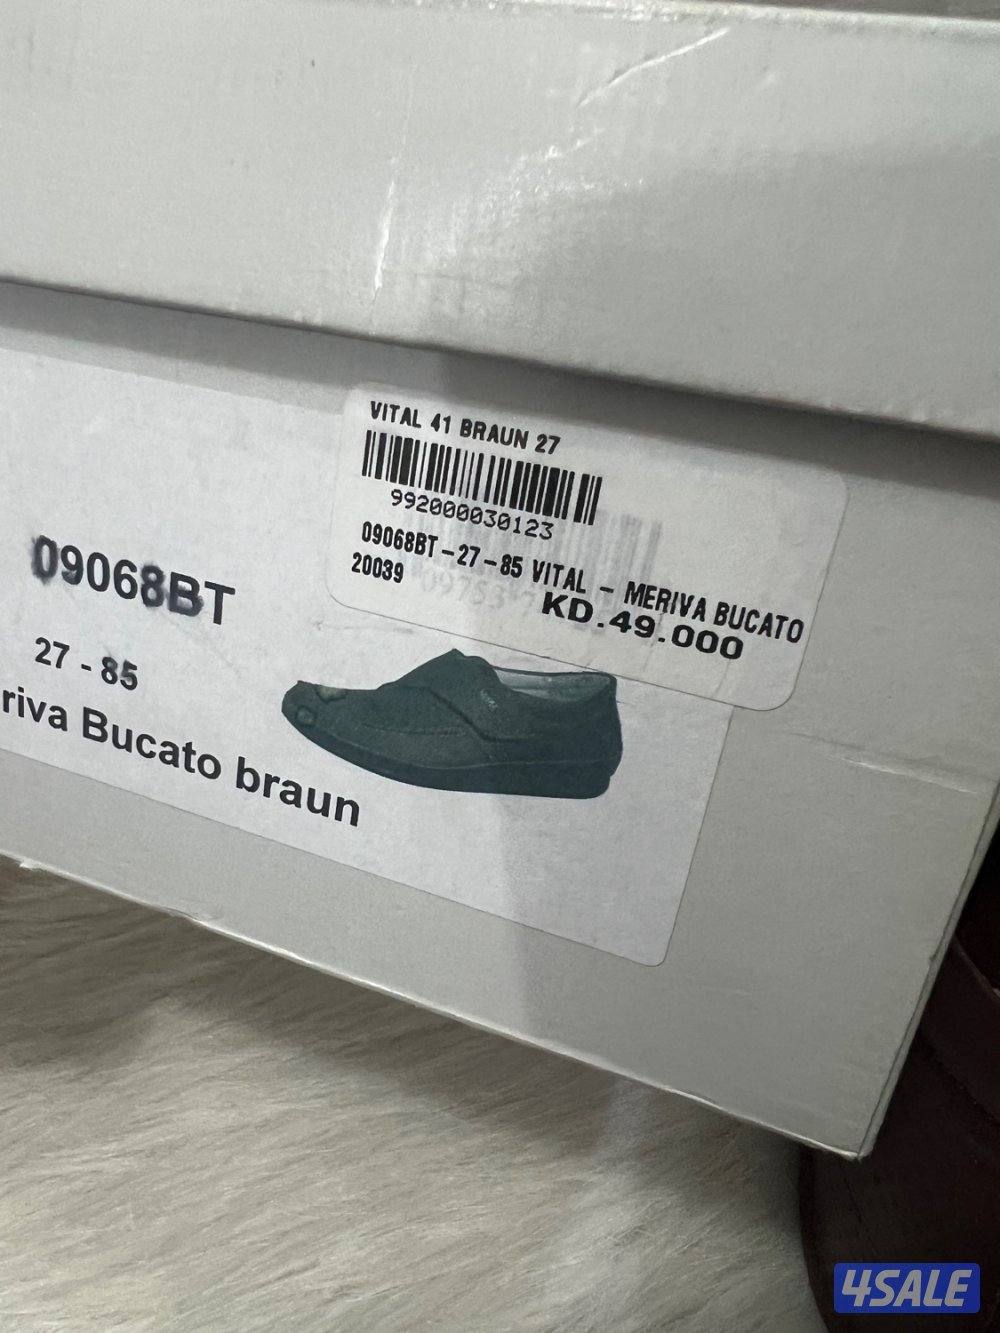 VITAL 41 BRAUN 27
992000030123
09068BT-27-85 VITAL - MERIVA BUCATO
20039
KD.49.000
09068BT
27 - 85
riva Bucato braun
4SALE